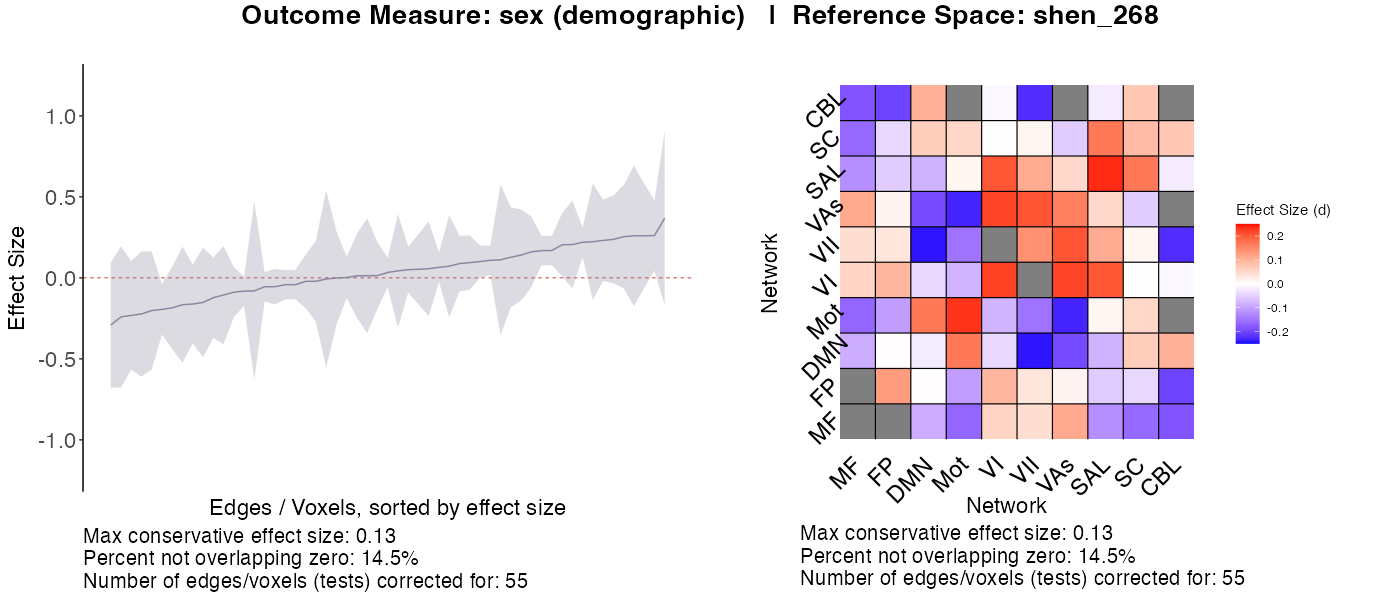 Outcome Measure: sex (demographic) | Reference Space: shen_268
Effect Size
1.0
0.5
0.0
-0.5
-1.0
Edges / Voxels, sorted by effect size
Max conservative effect size: 0.13
Percent not overlapping zero: 14.5%
Number of edges/voxels (tests) corrected for: 55
Network
CBL
SC
SAL
VAs
VII
VI
Mot
DMN
FP
MF
MF
FP
DMN
Mot
VI
VII
VAs
SAL
SC
CBL
Network
Effect Size (d)
0.2
0.1
0.0
-0.1
-0.2
Max conservative effect size: 0.13
Percent not overlapping zero: 14.5%
Number of edges/voxels (tests) corrected for: 55